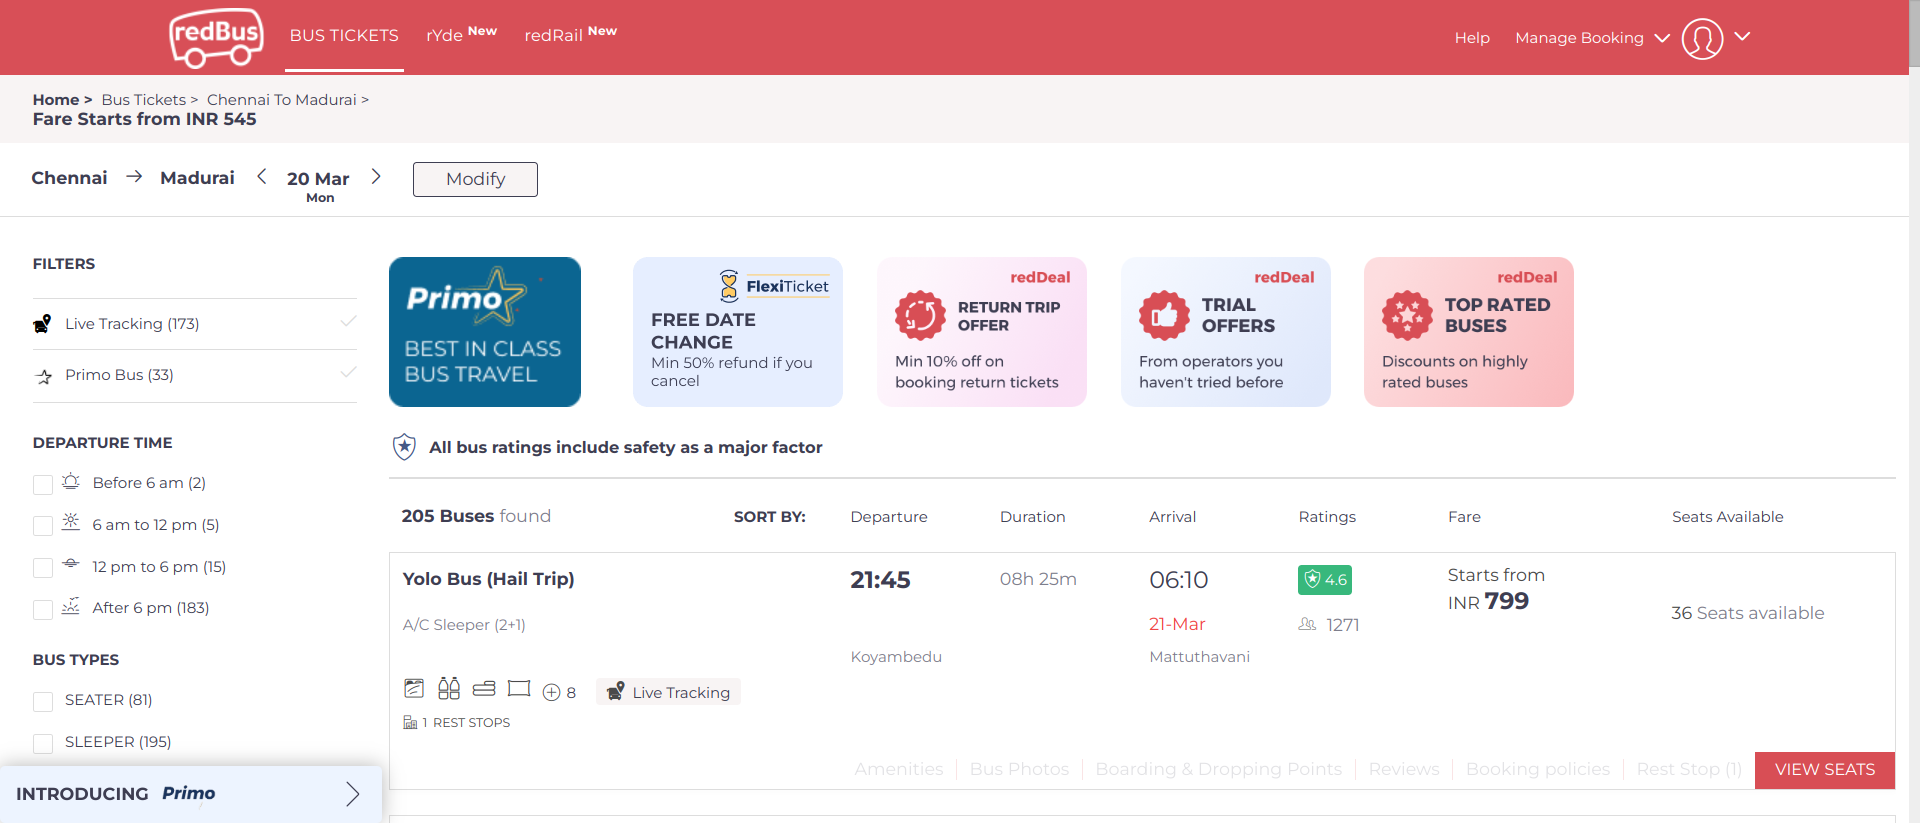 redBus
BUS TICKETS
rYde New
redRail New
Help
Manage Booking
Home > Bus Tickets > Chennai To Madurai >
Fare Starts from INR 545
Chennai → Madurai < 20 Mar >
Mon
Modify
FILTERS
Live Tracking (173)
Primo Bus (33)
DEPARTURE TIME
Before 6 am (2)
6 am to 12 pm (5)
12 pm to 6 pm (15)
After 6 pm (183)
BUS TYPES
SEATER (81)
SLEEPER (195)
INTRODUCING Primo
Primo
BEST IN CLASS
BUS TRAVEL
FlexiTicket
FREE DATE
CHANGE
Min 50% refund if you
cancel
redDeal
RETURN TRIP
OFFER
Min 10% off on
booking return tickets
redDeal
TRIAL
OFFERS
From operators you
haven't tried before
redDeal
TOP RATED
BUSES
Discounts on highly
rated buses
All bus ratings include safety as a major factor
205 Buses found
SORT BY:
Departure
Duration
Arrival
Ratings
Fare
Seats Available
Yolo Bus (Hail Trip)
A/C Sleeper (2+1)
21:45
Koyambedu
08h 25m
06:10
21-Mar
Mattuthavani
4.6
1271
Starts from
INR 799
36 Seats available
8
Live Tracking
1 REST STOPS
Amenities
Bus Photos
Boarding & Dropping Points
Reviews
Booking policies
Rest Stop (1)
VIEW SEATS